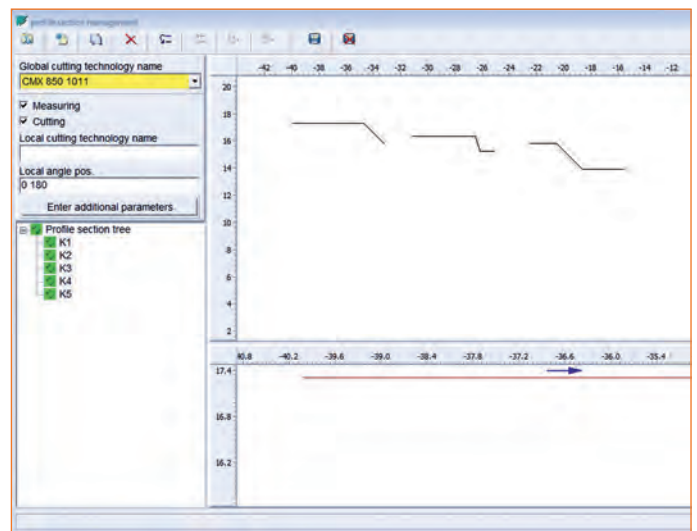 profile section management
Global cutting technology name
CMX 850 1011
Measuring
Cutting
Local cutting technology name
Local angle pos.
0 180
Enter additional parameters
Profile section tree
K1
K2
K3
K4
K5
-42 -40 -38 -36 -34 -32 -30 -28 -26 -24 -22 -20 -18 -16 -14 -12
20
18
16
14
12
10
8
6
4
2
-40.2 -39.6 -39.0 -38.4 -37.8 -37.2 -36.6 -36.0 -35.4
17.4
16.8
16.2